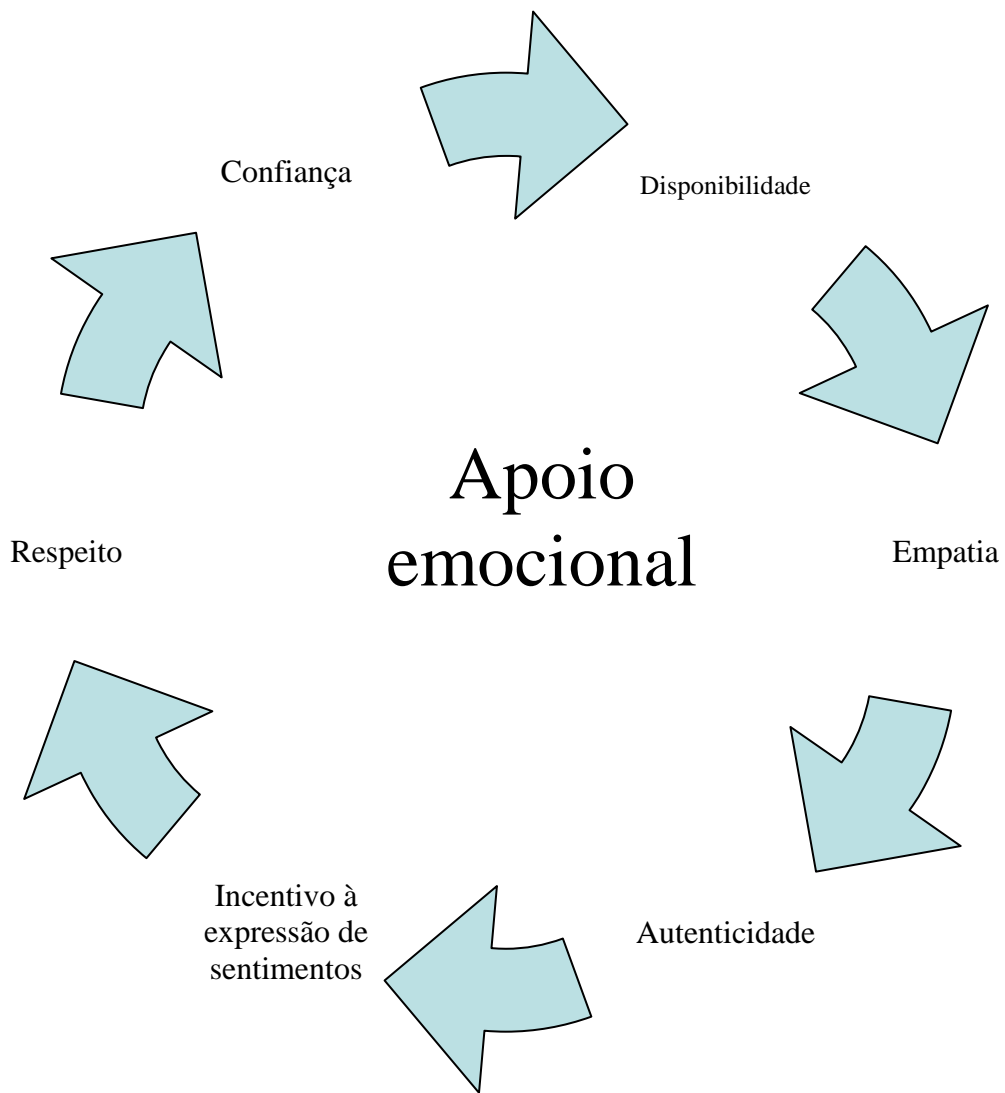 Confiança
Disponibilidade
Apoio
emocional
Respeito
Empatia
Incentivo à
expressão de
sentimentos
Autenticidade